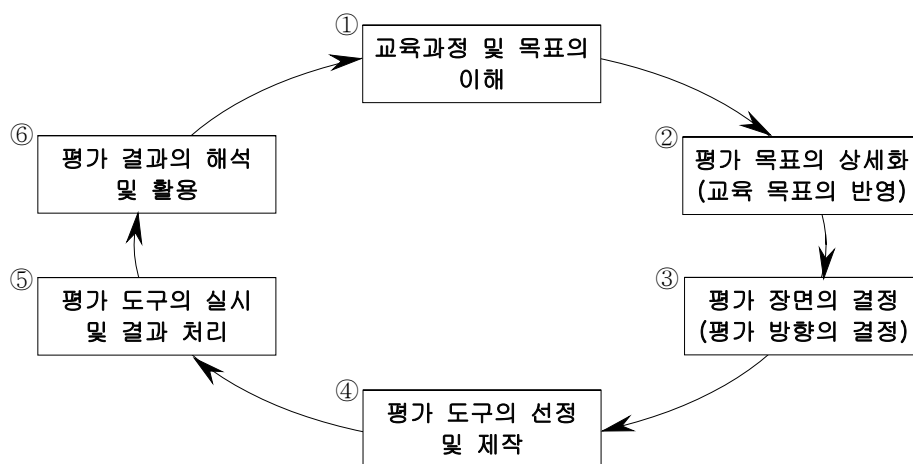 ①
교육과정 및 목표의
이해
②
평가 목표의 상세화
(교육 목표의 반영)
③
평가 장면의 결정
(평가 방향의 결정)
④
평가 도구의 선정
및 제작
⑤
평가 도구의 실시
및 결과 처리
⑥
평가 결과의 해석
및 활용